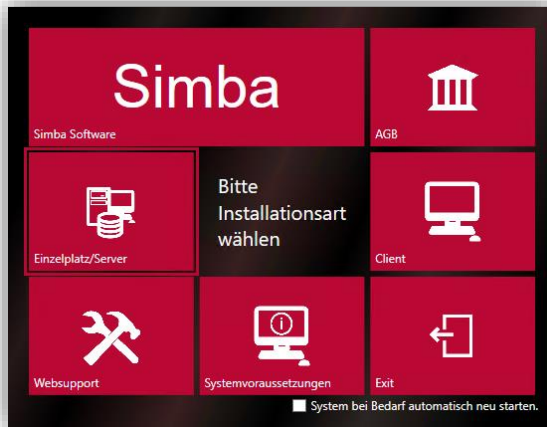 Simba
Simba Software
AGB
Einzelplatz/Server
Bitte
Installationsart
wählen
Client
Websupport
Systemvoraussetzungen
Exit
System bei Bedarf automatisch neu starten.